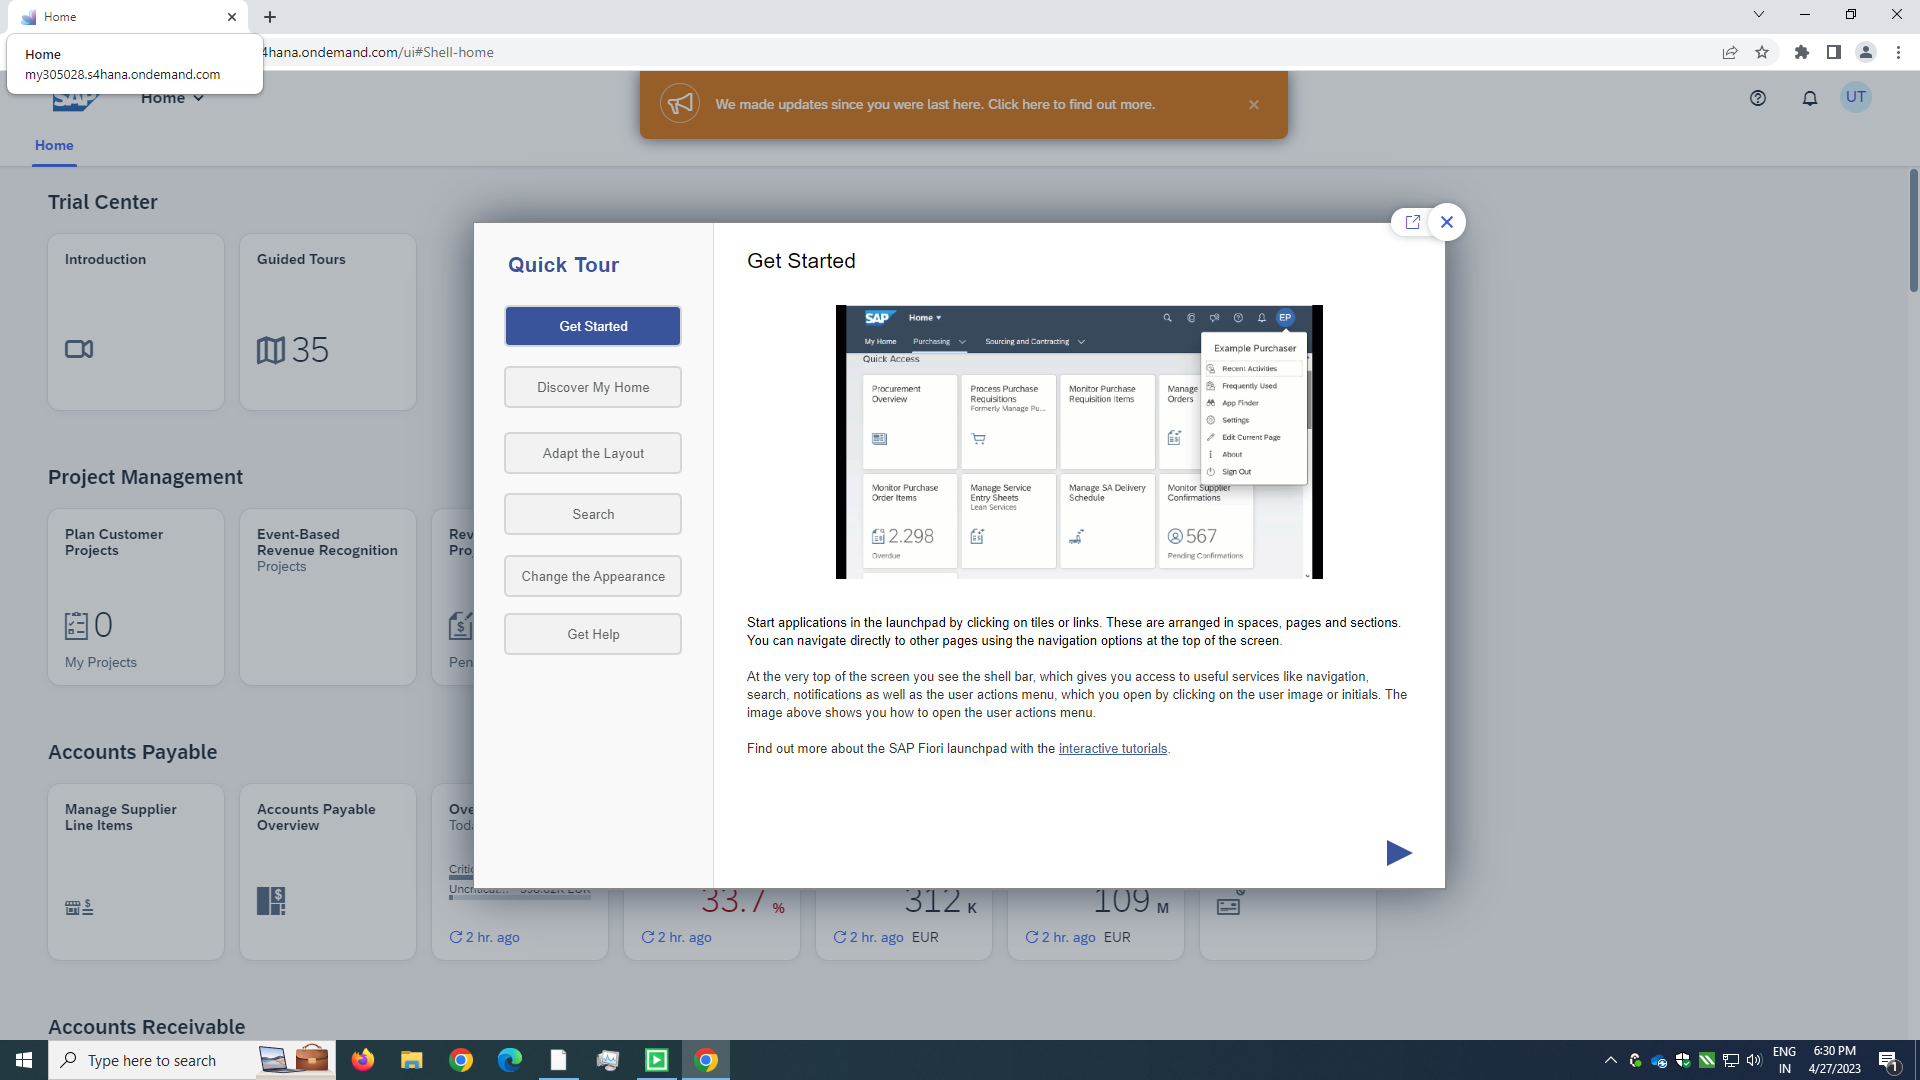 Home
Home
my305028.s4hana.ondemand.com
4hana.ondemand.com/ui#Shell-home
SAP
Home
We made updates since you were last here. Click here to find out more.
UT
Home
Trial Center
Introduction
Guided Tours
35
Project Management
Plan Customer
Projects
0
My Projects
Event-Based
Revenue Recognition
Projects
Rev
Pro
Pen
Accounts Payable
Manage Supplier
Line Items
Accounts Payable
Overview
Ove
Toda
Critic
2 hr. ago
33.7 %
2 hr. ago
312 K
2 hr. ago EUR
109 M
2 hr. ago EUR
Accounts Receivable
Quick Tour
Get Started
Discover My Home
Adapt the Layout
Search
Change the Appearance
Get Help
Get Started
SAP Home
EP
My Home Purchasing Sourcing and Contracting
Quick Access
Example Purchaser
Recent Activities
Frequently Used
App Finder
Settings
Edit Current Page
About
Sign Out
Procurement
Overview
Process Purchase
Requisitions
Formerly Manage Pu...
Monitor Purchase
Requisition Items
Manage
Orders
Monitor Purchase
Order Items
2.298
Overdue
Manage Service
Entry Sheets
Lean Services
Manage SA Delivery
Schedule
Monitor Supplier
Confirmations
567
Pending Confirmations
Start applications in the launchpad by clicking on tiles or links. These are arranged in spaces, pages and sections.
You can navigate directly to other pages using the navigation options at the top of the screen.
At the very top of the screen you see the shell bar, which gives you access to useful services like navigation,
search, notifications as well as the user actions menu, which you open by clicking on the user image or initials. The
image above shows you how to open the user actions menu.
Find out more about the SAP Fiori launchpad with the interactive tutorials.
Type here to search
ENG
IN
6:30 PM
4/27/2023
1